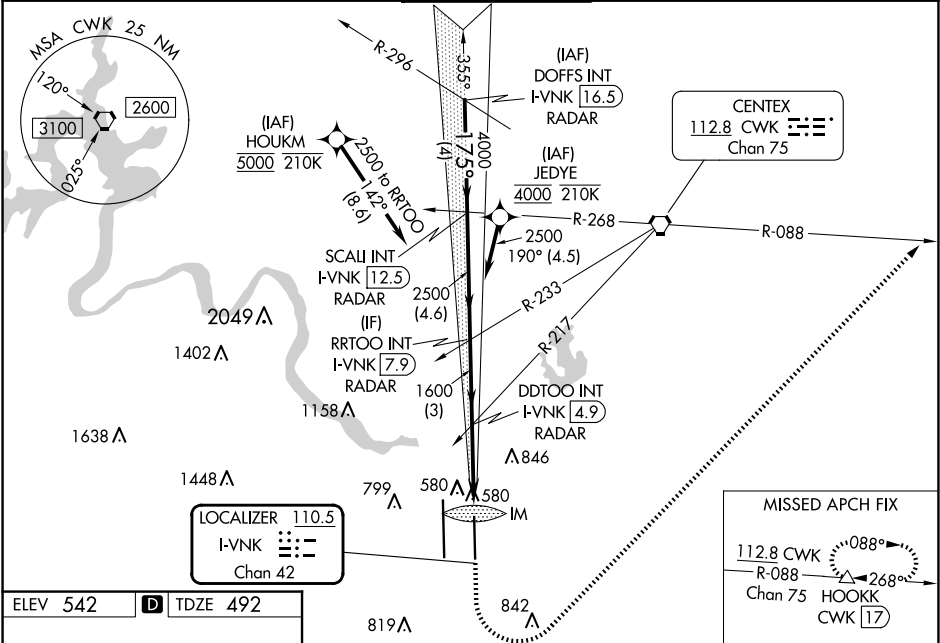 MSA CWK 25 NM
120°
3100
2600
025°
R-296
355°
(IAF)
DOFFS INT
I-VNK 16.5
RADAR
CENTEX
112.8 CWK
Chan 75
(IAF)
HOUKM
5000 210K
2500 to RRTOO
142°
(8.6)
4000
(4)
175°
(IAF)
JEDYE
4000 210K
R-268
R-088
2500
190° (4.5)
SCALI INT
I-VNK 12.5
RADAR
2500
(4.6)
R-233
R-217
2049
(IF)
RRTOO INT
I-VNK 7.9
RADAR
1402
1600
(3)
DDTOO INT
I-VNK 4.9
RADAR
1158
1638
846
1448
799
580
580
IM
LOCALIZER 110.5
I-VNK
Chan 42
MISSED APCH FIX
112.8 CWK
088°
R-088
268°
Chan 75
HOOKK
CWK 17
ELEV 542 D TDZE 492
819
842